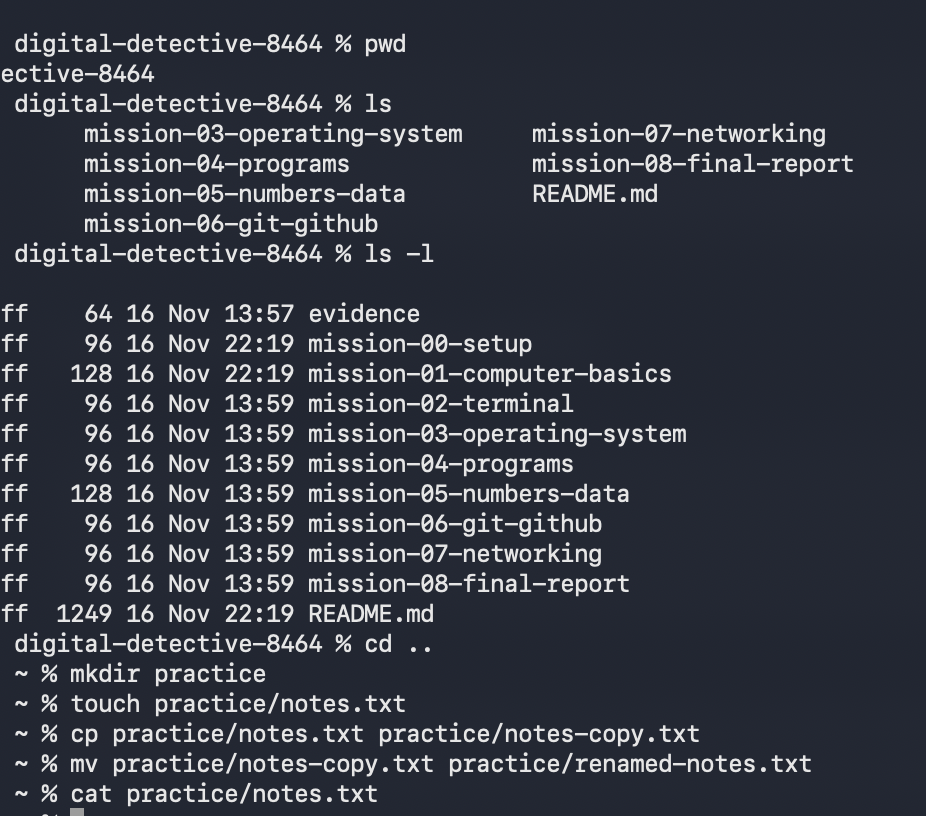 digital-detective-8464 % pwd
ective-8464
digital-detective-8464 % ls
mission-03-operating-system mission-07-networking
mission-04-programs mission-08-final-report
mission-05-numbers-data README.md
mission-06-git-github
digital-detective-8464 % ls -l
ff 64 16 Nov 13:57 evidence
ff 96 16 Nov 22:19 mission-00-setup
ff 128 16 Nov 22:19 mission-01-computer-basics
ff 96 16 Nov 13:59 mission-02-terminal
ff 96 16 Nov 13:59 mission-03-operating-system
ff 96 16 Nov 13:59 mission-04-programs
ff 128 16 Nov 13:59 mission-05-numbers-data
ff 96 16 Nov 13:59 mission-06-git-github
ff 96 16 Nov 13:59 mission-07-networking
ff 96 16 Nov 13:59 mission-08-final-report
ff 1249 16 Nov 22:19 README.md
digital-detective-8464 % cd ..
~ % mkdir practice
~ % touch practice/notes.txt
~ % cp practice/notes.txt practice/notes-copy.txt
~ % mv practice/notes-copy.txt practice/renamed-notes.txt
~ % cat practice/notes.txt